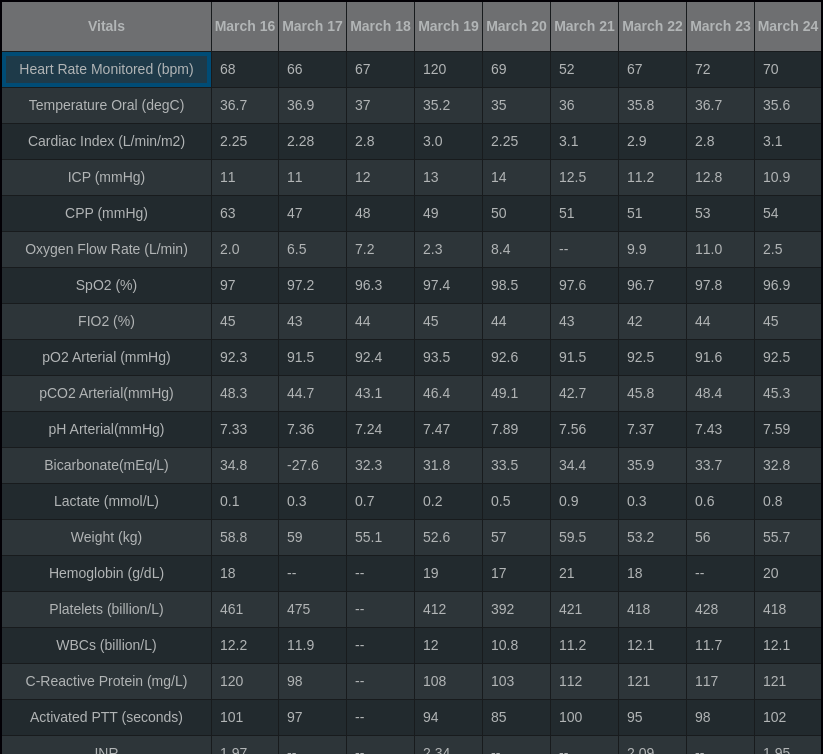 Vitals March 16 March 17 March 18 March 19 March 20 March 21 March 22 March 23 March 24
Heart Rate Monitored (bpm) 68 66 67 120 69 52 67 72 70
Temperature Oral (degC) 36.7 36.9 37 35.2 35 36 35.8 36.7 35.6
Cardiac Index (L/min/m2) 2.25 2.28 2.8 3.0 2.25 3.1 2.9 2.8 3.1
ICP (mmHg) 11 11 12 13 14 12.5 11.2 12.8 10.9
CPP (mmHg) 63 47 48 49 50 51 51 53 54
Oxygen Flow Rate (L/min) 2.0 6.5 7.2 2.3 8.4 -- 9.9 11.0 2.5
SpO2 (%) 97 97.2 96.3 97.4 98.5 97.6 96.7 97.8 96.9
FIO2 (%) 45 43 44 45 44 43 42 44 45
pO2 Arterial (mmHg) 92.3 91.5 92.4 93.5 92.6 91.5 92.5 91.6 92.5
pCO2 Arterial(mmHg) 48.3 44.7 43.1 46.4 49.1 42.7 45.8 48.4 45.3
pH Arterial(mmHg) 7.33 7.36 7.24 7.47 7.89 7.56 7.37 7.43 7.59
Bicarbonate(mEq/L) 34.8 -27.6 32.3 31.8 33.5 34.4 35.9 33.7 32.8
Lactate (mmol/L) 0.1 0.3 0.7 0.2 0.5 0.9 0.3 0.6 0.8
Weight (kg) 58.8 59 55.1 52.6 57 59.5 53.2 56 55.7
Hemoglobin (g/dL) 18 -- -- 19 17 21 18 -- 20
Platelets (billion/L) 461 475 -- 412 392 421 418 428 418
WBCs (billion/L) 12.2 11.9 -- 12 10.8 11.2 12.1 11.7 12.1
C-Reactive Protein (mg/L) 120 98 -- 108 103 112 121 117 121
Activated PTT (seconds) 101 97 -- 94 85 100 95 98 102
INR 1.97 -- -- 2.34 -- -- 2.09 -- 1.95